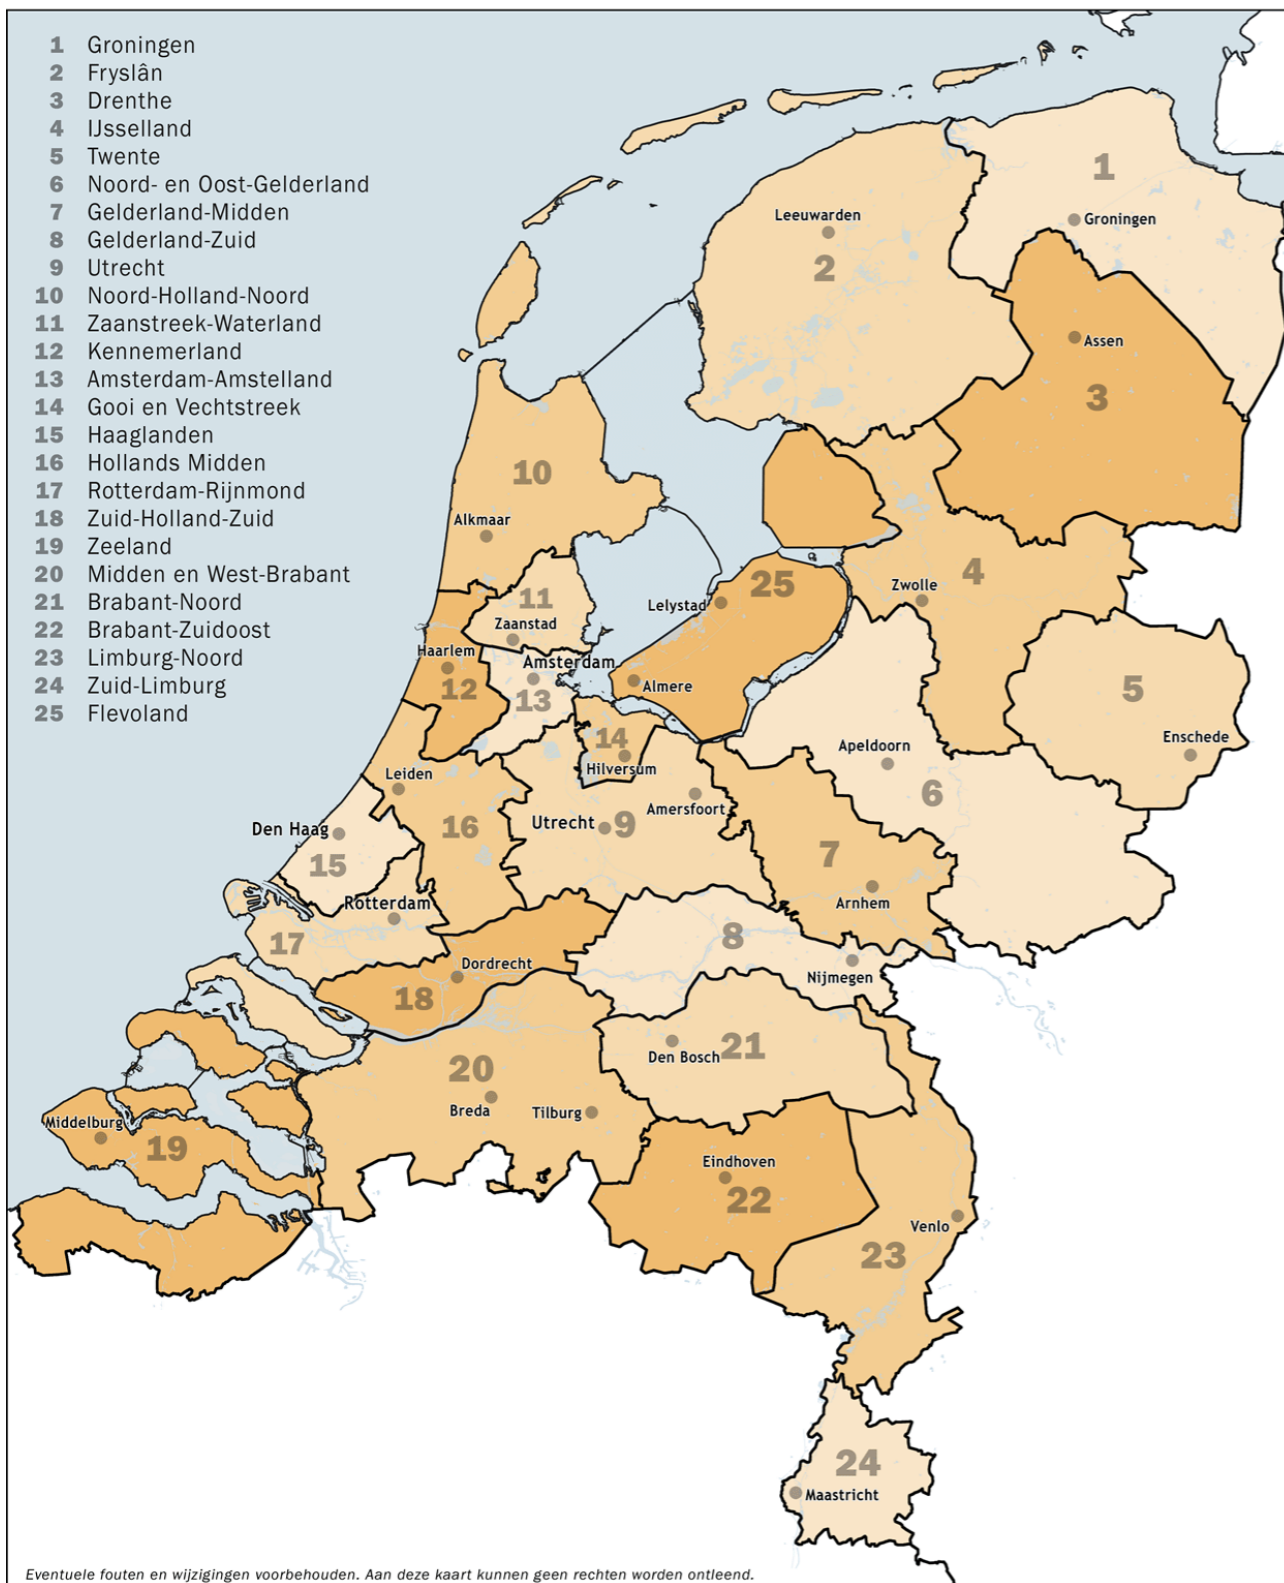 1 Groningen
2 Fryslân
3 Drenthe
4 IJsselland
5 Twente
6 Noord- en Oost-Gelderland
7 Gelderland-Midden
8 Gelderland-Zuid
9 Utrecht
10 Noord-Holland-Noord
11 Zaanstreek-Waterland
12 Kennemerland
13 Amsterdam-Amstelland
14 Gooi en Vechtstreek
15 Haaglanden
16 Hollands Midden
17 Rotterdam-Rijnmond
18 Zuid-Holland-Zuid
19 Zeeland
20 Midden en West-Brabant
21 Brabant-Noord
22 Brabant-Zuidoost
23 Limburg-Noord
24 Zuid-Limburg
25 Flevoland
1
Leeuwarden
Groningen
2
Assen
3
10
Alkmaar
4
25
Zwolle
11
Lelystad
Zaanstad
Haarlem
Amsterdam
12
13
Almere
5
14
Enschede
Apeldoorn
Hilversum
Leiden
6
Amersfoort
Den Haag
16
Utrecht
9
15
7
Rotterdam
Arnhem
17
8
Dordrecht
Nijmegen
18
Den Bosch
21
20
Breda
Tilburg
Middelburg
19
Eindhoven
22
Venlo
23
24
Maastricht
Eventuele fouten en wijzigingen voorbehouden. Aan deze kaart kunnen geen rechten worden ontleend.